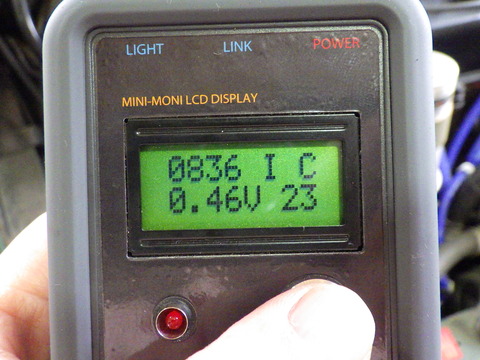 LIGHT LINK POWER
MINI-MONI LCD DISPLAY
0836 I C
0.46V 23